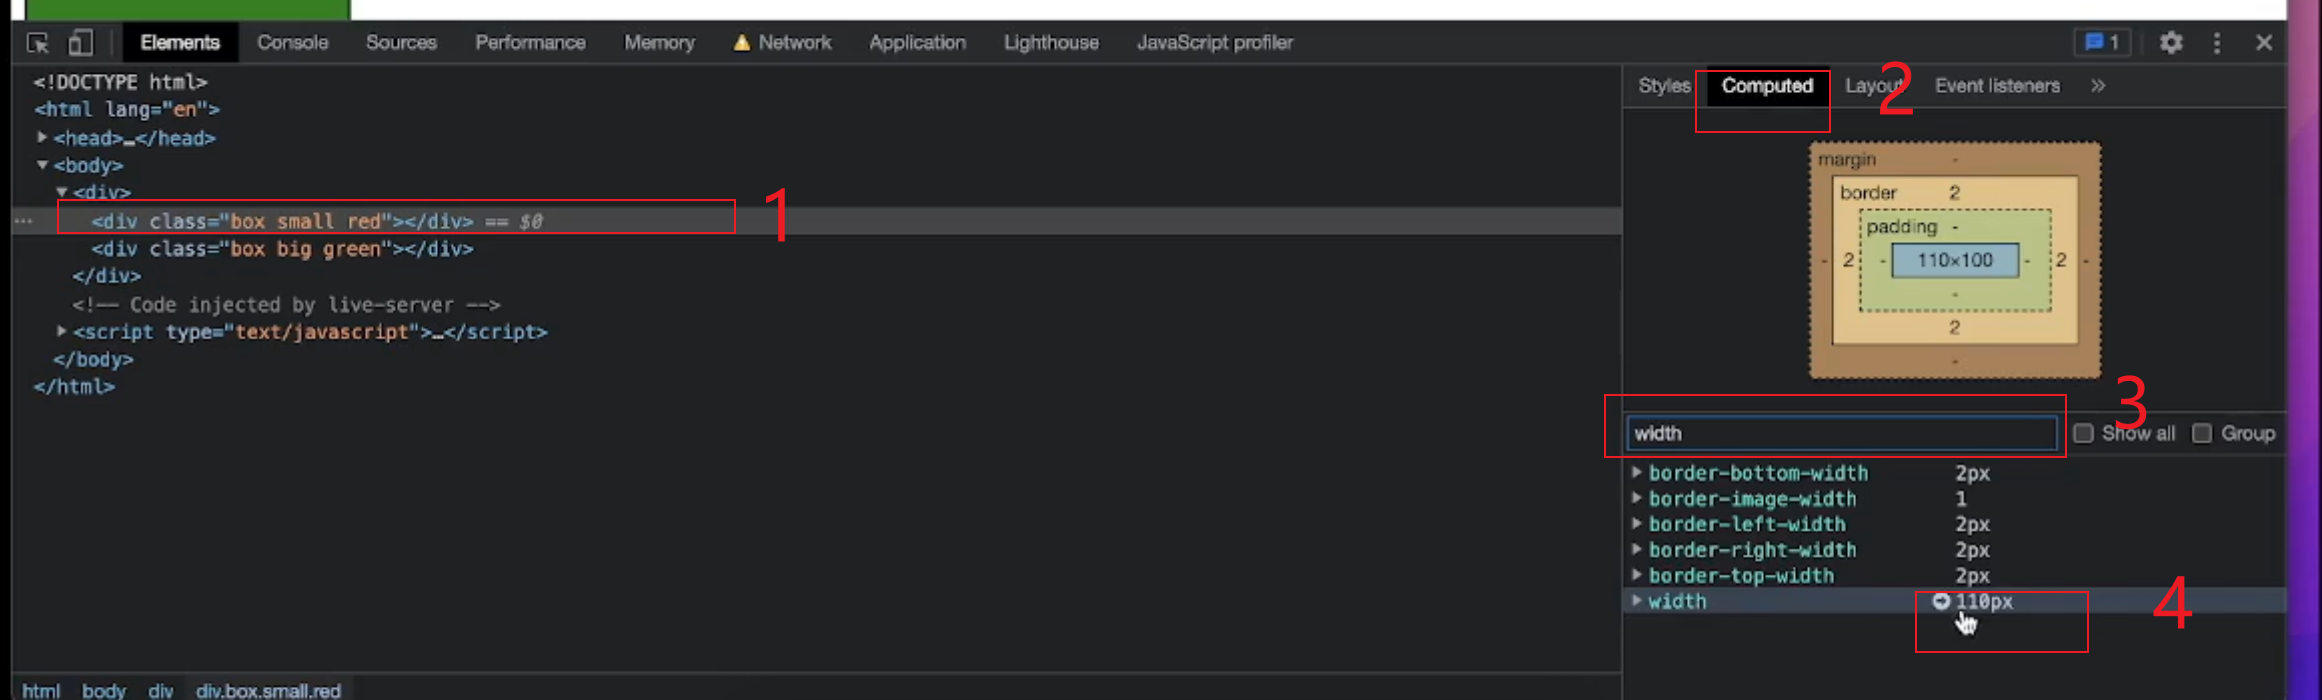 Elements Console Sources Performance Memory Network Application Lighthouse JavaScript profiler 1
<!DOCTYPE html>
<html lang="en">
<head>…</head>
<body>
<div>
<div class="box small red"></div> == $0
<div class="box big green"></div>
</div>
<!-- Code injected by live-server -->
<script type="text/javascript">…</script>
</body>
</html>
html body div div.box.small.red
1
Styles Computed Layout Event listeners »
2
margin -
border 2
padding -
- 2 - 110×100 - 2 -
-
2
-
3
width Show all Group
border-bottom-width 2px
border-image-width 1
border-left-width 2px
border-right-width 2px
border-top-width 2px
width 110px
4